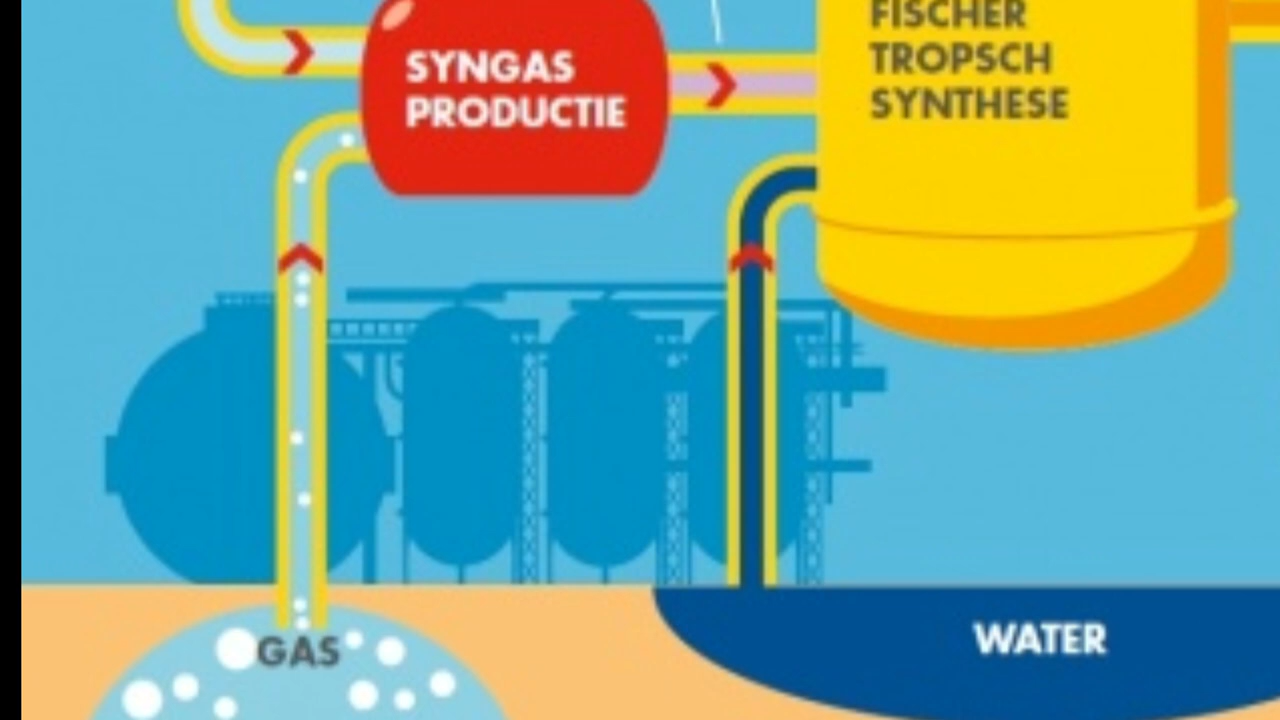 SYNGAS
PRODUCTIE
FISCHER
TROPSCH
SYNTHESE
GAS
WATER